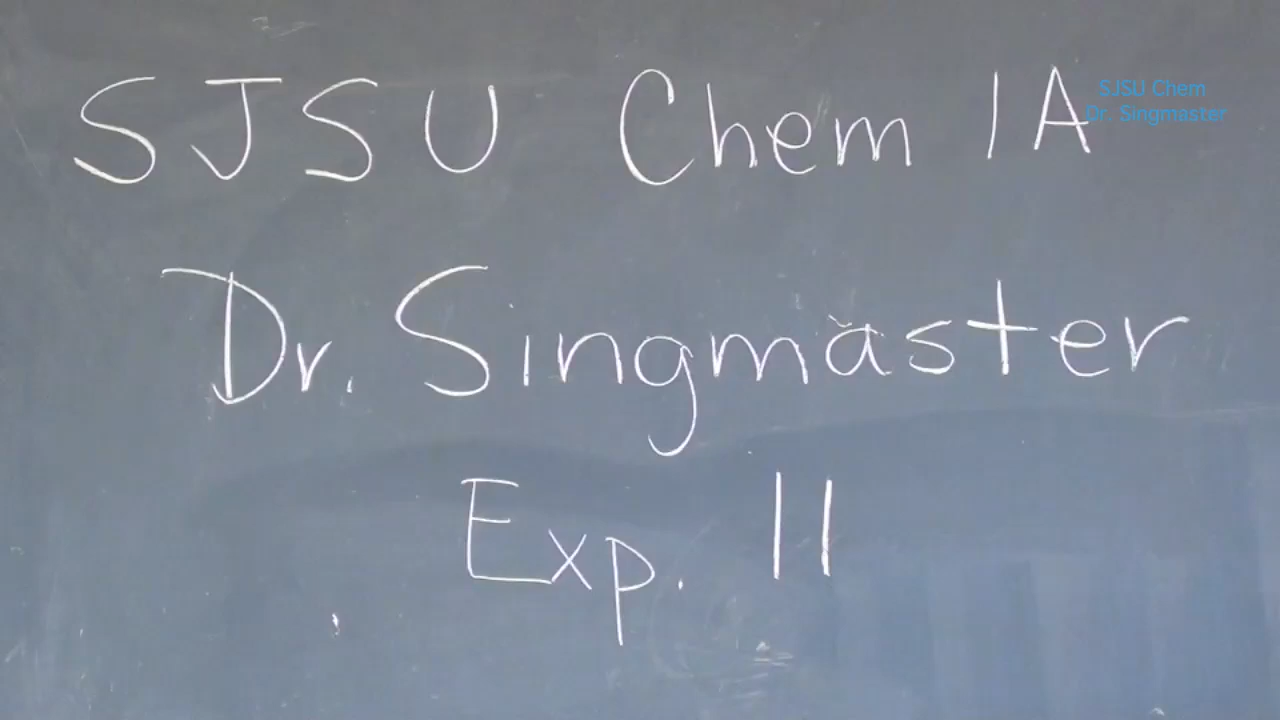 SJSU Chem 1A
SJSU Chem
Dr. Singmaster
Dr. Singmaster
Exp. 11